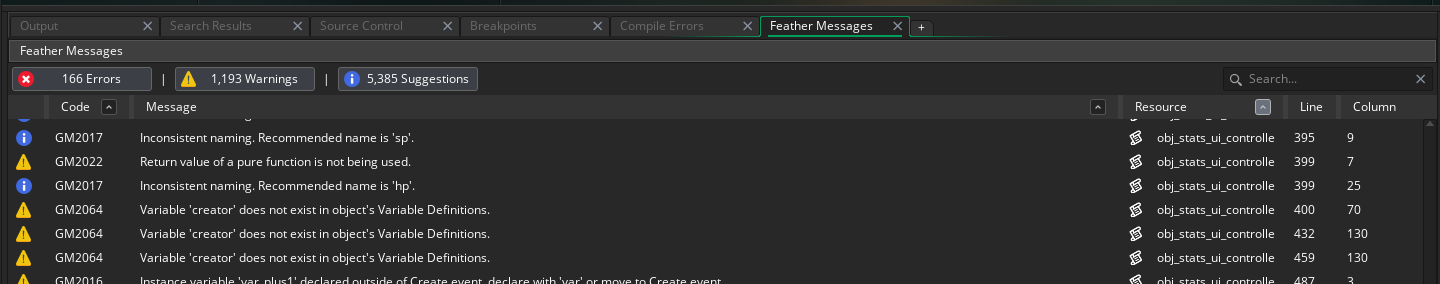 Output Search Results Source Control Breakpoints Compile Errors Feather Messages +
Feather Messages
166 Errors | 1,193 Warnings | 5,385 Suggestions Search...
Code Message Resource Line Column
GM2017 Inconsistent naming. Recommended name is 'sp'. obj_stats_ui_controlle 395 9
GM2022 Return value of a pure function is not being used. obj_stats_ui_controlle 399 7
GM2017 Inconsistent naming. Recommended name is 'hp'. obj_stats_ui_controlle 399 25
GM2064 Variable 'creator' does not exist in object's Variable Definitions. obj_stats_ui_controlle 400 70
GM2064 Variable 'creator' does not exist in object's Variable Definitions. obj_stats_ui_controlle 432 130
GM2064 Variable 'creator' does not exist in object's Variable Definitions. obj_stats_ui_controlle 459 130
GM2016 Instance variable 'var_plus1' declared outside of Create event, declare with 'var' or move to Create event. obj_stats_ui_controlle 487 3